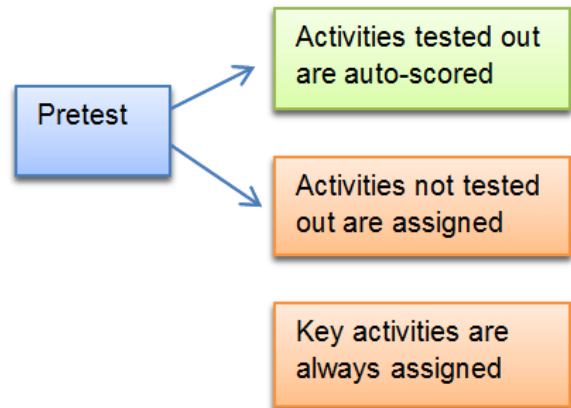 Pretest
Activities tested out
are auto-scored
Activities not tested
out are assigned
Key activities are
always assigned